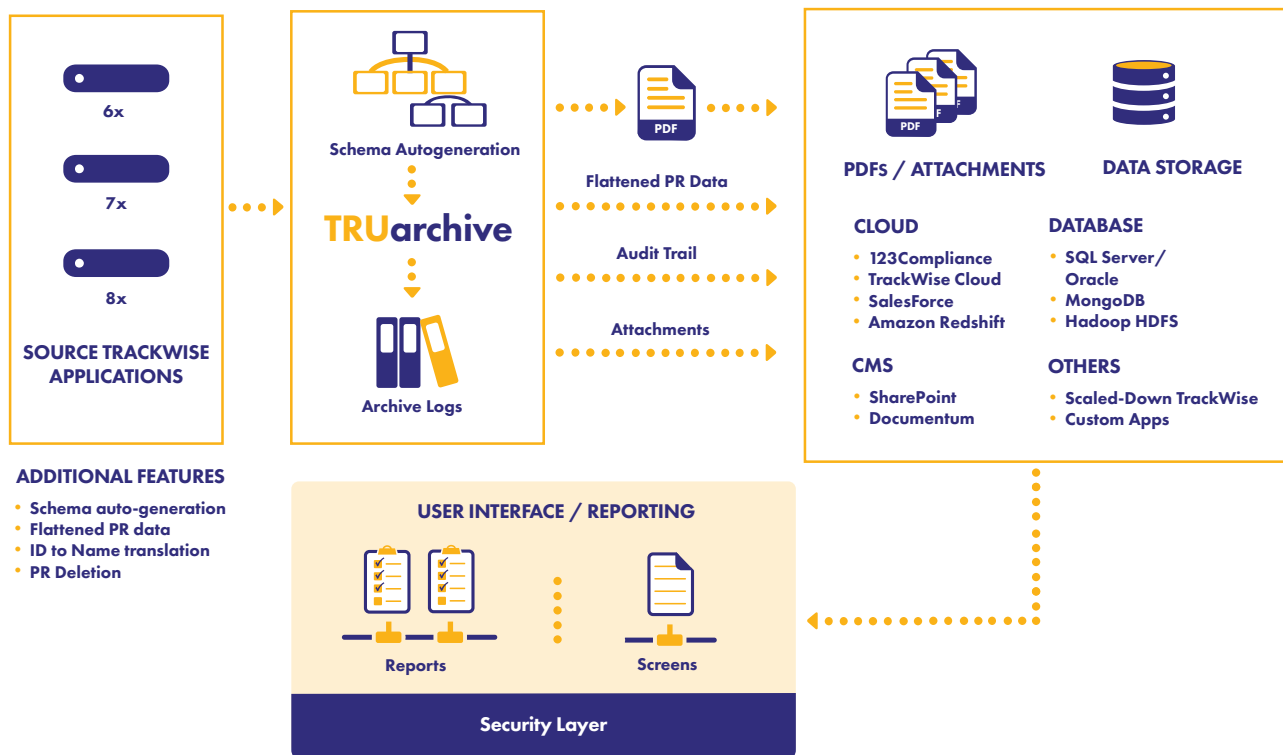 6x
7x
8x
SOURCE TRACKWISE
APPLICATIONS
Schema Autogeneration
TRUarchive
Archive Logs
PDF
Flattened PR Data
Audit Trail
Attachments
PDF
F
F
PDFs / ATTACHMENTS
DATA STORAGE
CLOUD
• 123Compliance
• TrackWise Cloud
• SalesForce
• Amazon Redshift
DATABASE
• SQL Server/
Oracle
• MongoDB
• Hadoop HDFS
CMS
• SharePoint
• Documentum
OTHERS
• Scaled-Down TrackWise
• Custom Apps
ADDITIONAL FEATURES
• Schema auto-generation
• Flattened PR data
• ID to Name translation
• PR Deletion
USER INTERFACE / REPORTING
Reports
Screens
Security Layer